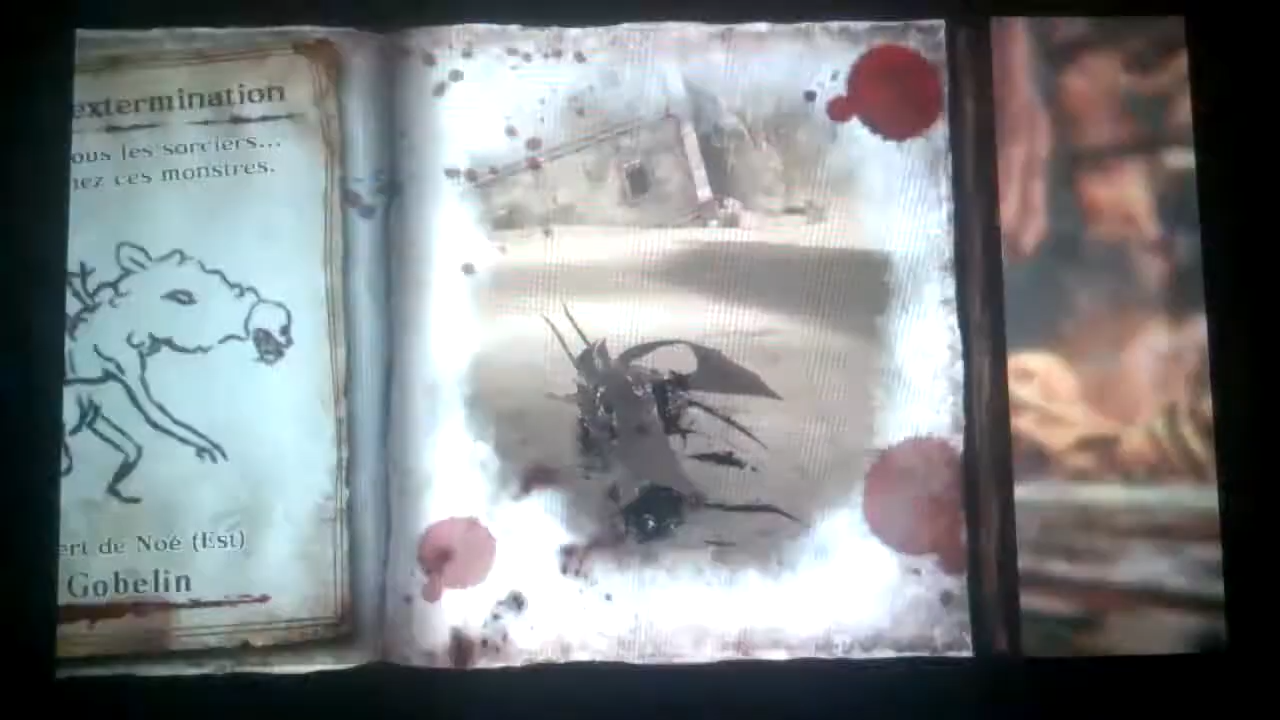 extermination
ous les sorciers...
nez ces monstres.
ert de Noé (Est)
Gobelin